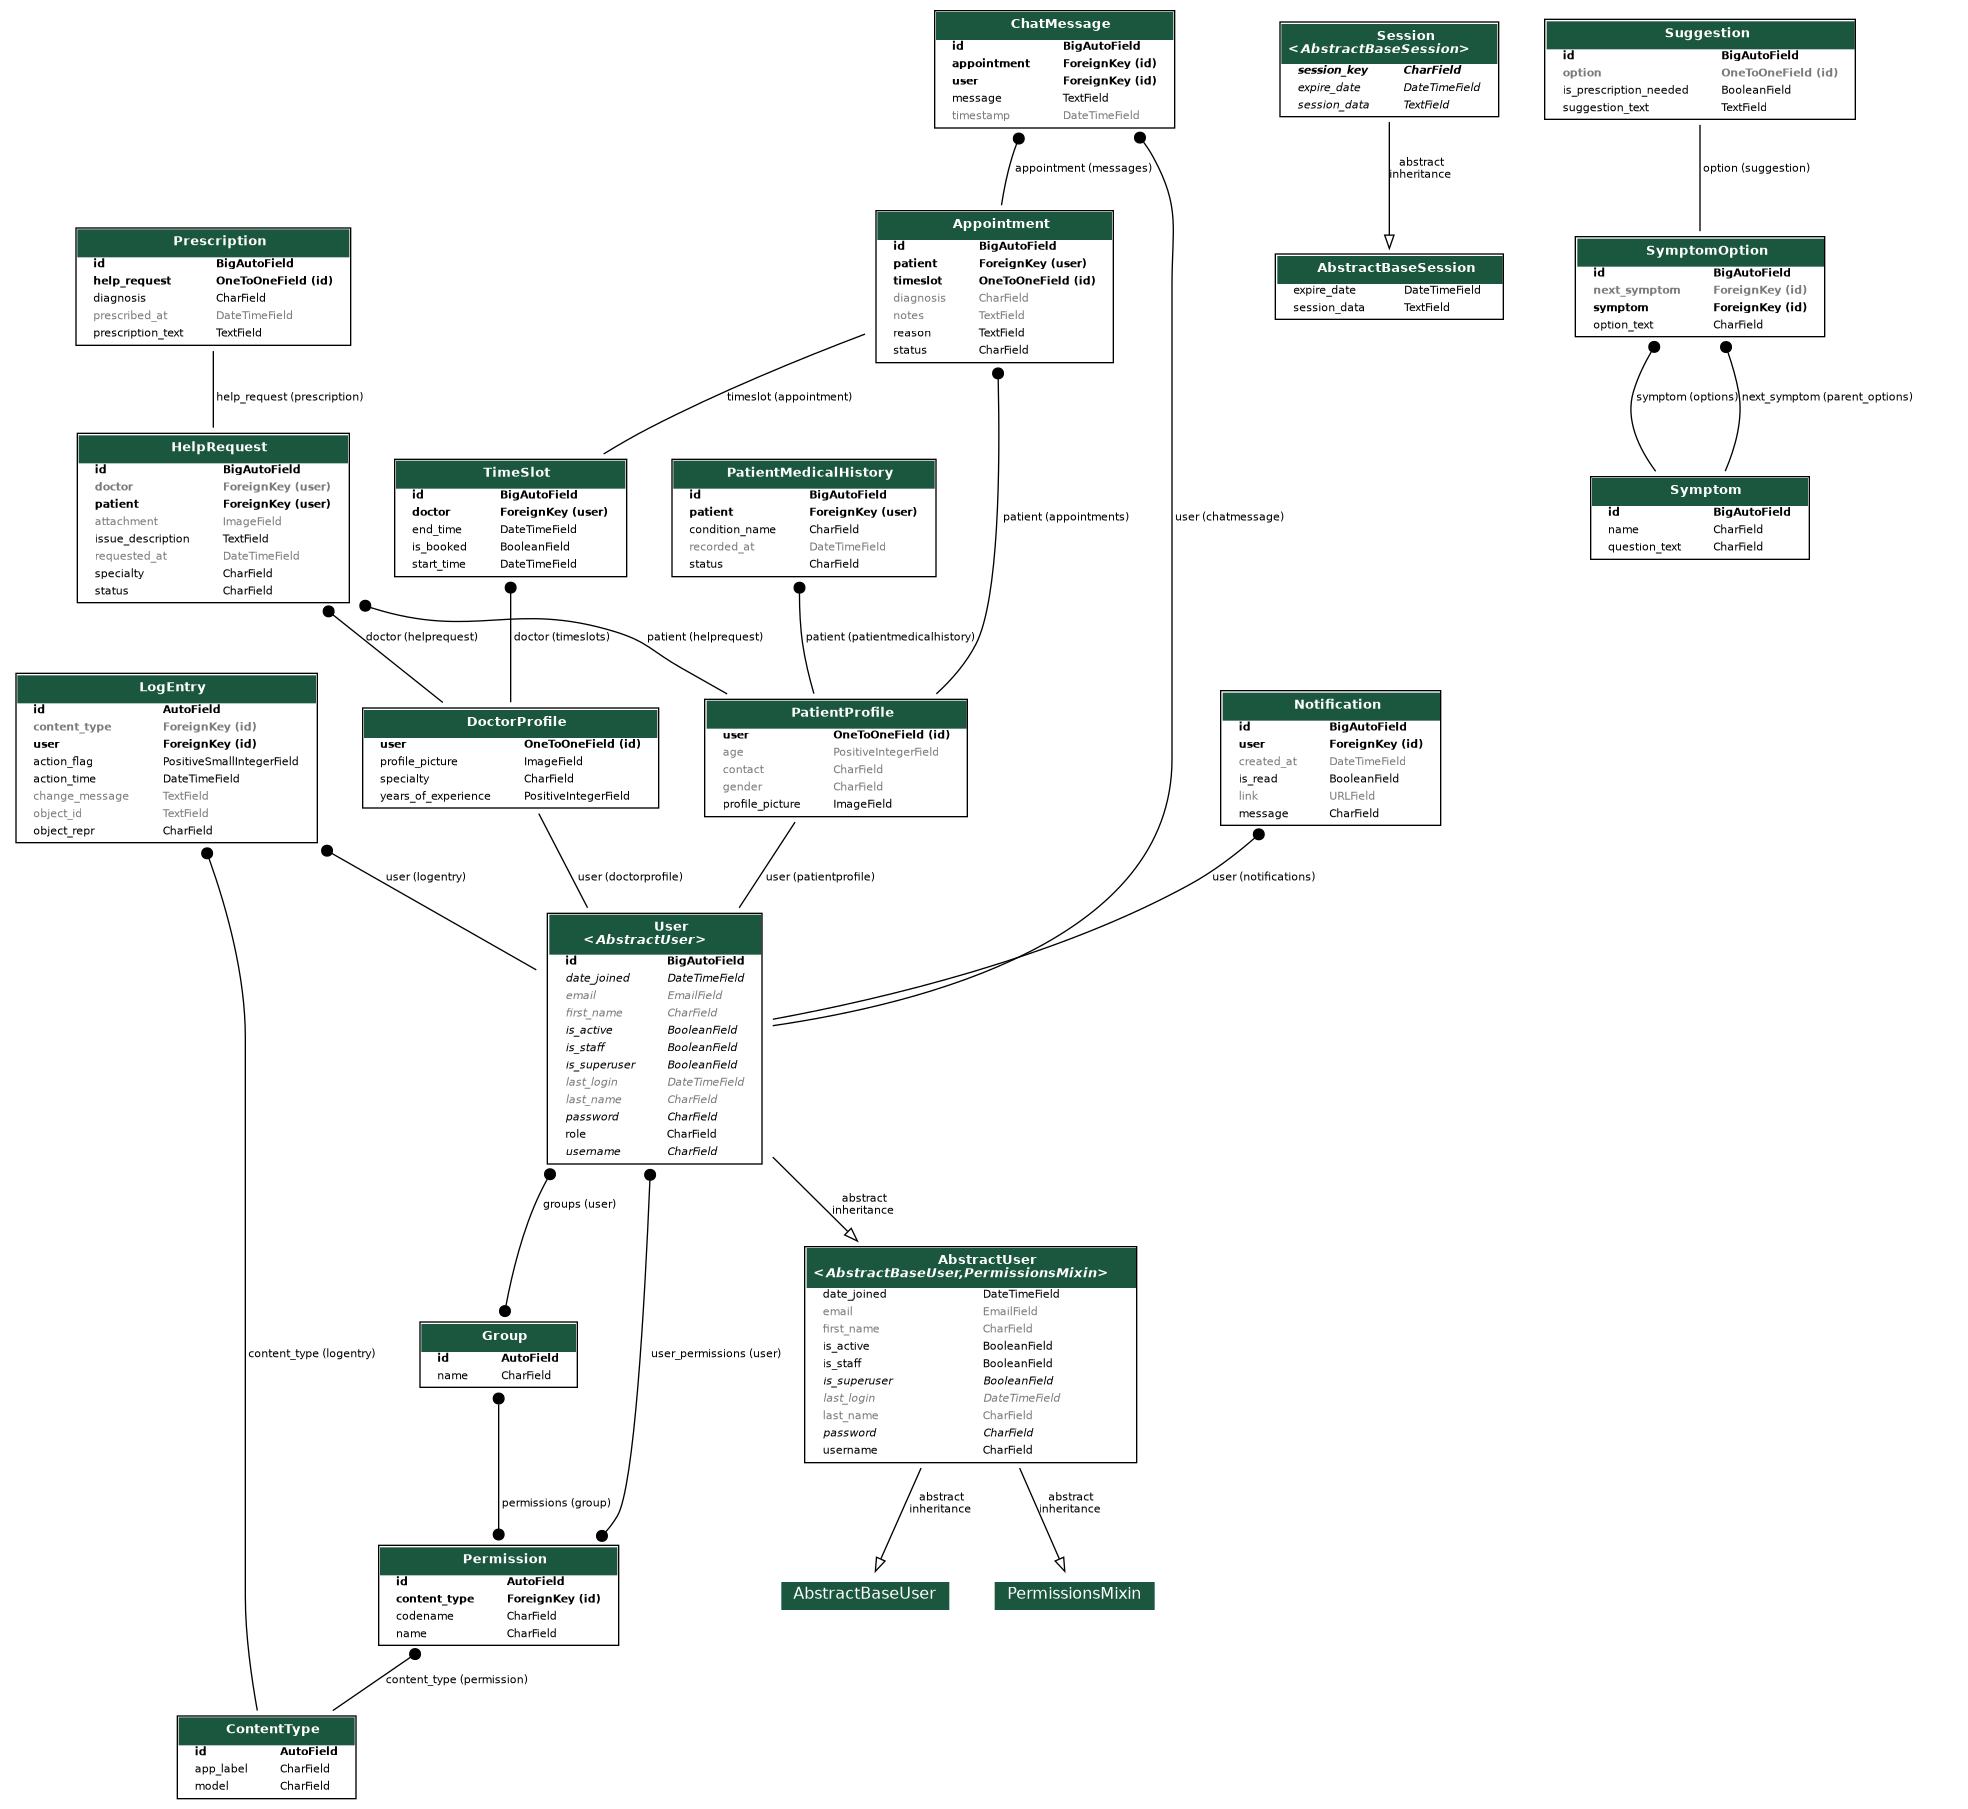 ChatMessage
id BigAutoField
appointment ForeignKey (id)
user ForeignKey (id)
message TextField
timestamp DateTimeField
Session
<AbstractBaseSession>
session_key CharField
expire_date DateTimeField
session_data TextField
Suggestion
id BigAutoField
option OneToOneField (id)
is_prescription_needed BooleanField
suggestion_text TextField
appointment (messages)
abstract
inheritance
option (suggestion)
Prescription
id BigAutoField
help_request OneToOneField (id)
diagnosis CharField
prescribed_at DateTimeField
prescription_text TextField
Appointment
id BigAutoField
patient ForeignKey (user)
timeslot OneToOneField (id)
diagnosis CharField
notes TextField
reason TextField
status CharField
AbstractBaseSession
expire_date DateTimeField
session_data TextField
SymptomOption
id BigAutoField
next_symptom ForeignKey (id)
symptom ForeignKey (id)
option_text CharField
help_request (prescription)
timeslot (appointment)
symptom (options)
next_symptom (parent_options)
HelpRequest
id BigAutoField
doctor ForeignKey (user)
patient ForeignKey (user)
attachment ImageField
issue_description TextField
requested_at DateTimeField
specialty CharField
status CharField
TimeSlot
id BigAutoField
doctor ForeignKey (user)
end_time DateTimeField
is_booked BooleanField
start_time DateTimeField
PatientMedicalHistory
id BigAutoField
patient ForeignKey (user)
condition_name CharField
recorded_at DateTimeField
status CharField
patient (appointments)
user (chatmessage)
Symptom
id BigAutoField
name CharField
question_text CharField
doctor (helprequest)
doctor (timeslots)
patient (helprequest)
patient (patientmedicalhistory)
LogEntry
id AutoField
content_type ForeignKey (id)
user ForeignKey (id)
action_flag PositiveSmallIntegerField
action_time DateTimeField
change_message TextField
object_id TextField
object_repr CharField
DoctorProfile
user OneToOneField (id)
profile_picture ImageField
specialty CharField
years_of_experience PositiveIntegerField
PatientProfile
user OneToOneField (id)
age PositiveIntegerField
contact CharField
gender CharField
profile_picture ImageField
Notification
id BigAutoField
user ForeignKey (id)
created_at DateTimeField
is_read BooleanField
link URLField
message CharField
user (logentry)
user (doctorprofile)
user (patientprofile)
user (notifications)
User
<AbstractUser>
id BigAutoField
date_joined DateTimeField
email EmailField
first_name CharField
is_active BooleanField
is_staff BooleanField
is_superuser BooleanField
last_login DateTimeField
last_name CharField
password CharField
role CharField
username CharField
groups (user)
abstract
inheritance
AbstractUser
<AbstractBaseUser,PermissionsMixin>
date_joined DateTimeField
email EmailField
first_name CharField
is_active BooleanField
is_staff BooleanField
is_superuser BooleanField
last_login DateTimeField
last_name CharField
password CharField
username CharField
Group
id AutoField
name CharField
content_type (logentry)
user_permissions (user)
permissions (group)
abstract
inheritance
abstract
inheritance
Permission
id AutoField
content_type ForeignKey (id)
codename CharField
name CharField
AbstractBaseUser
PermissionsMixin
content_type (permission)
ContentType
id AutoField
app_label CharField
model CharField